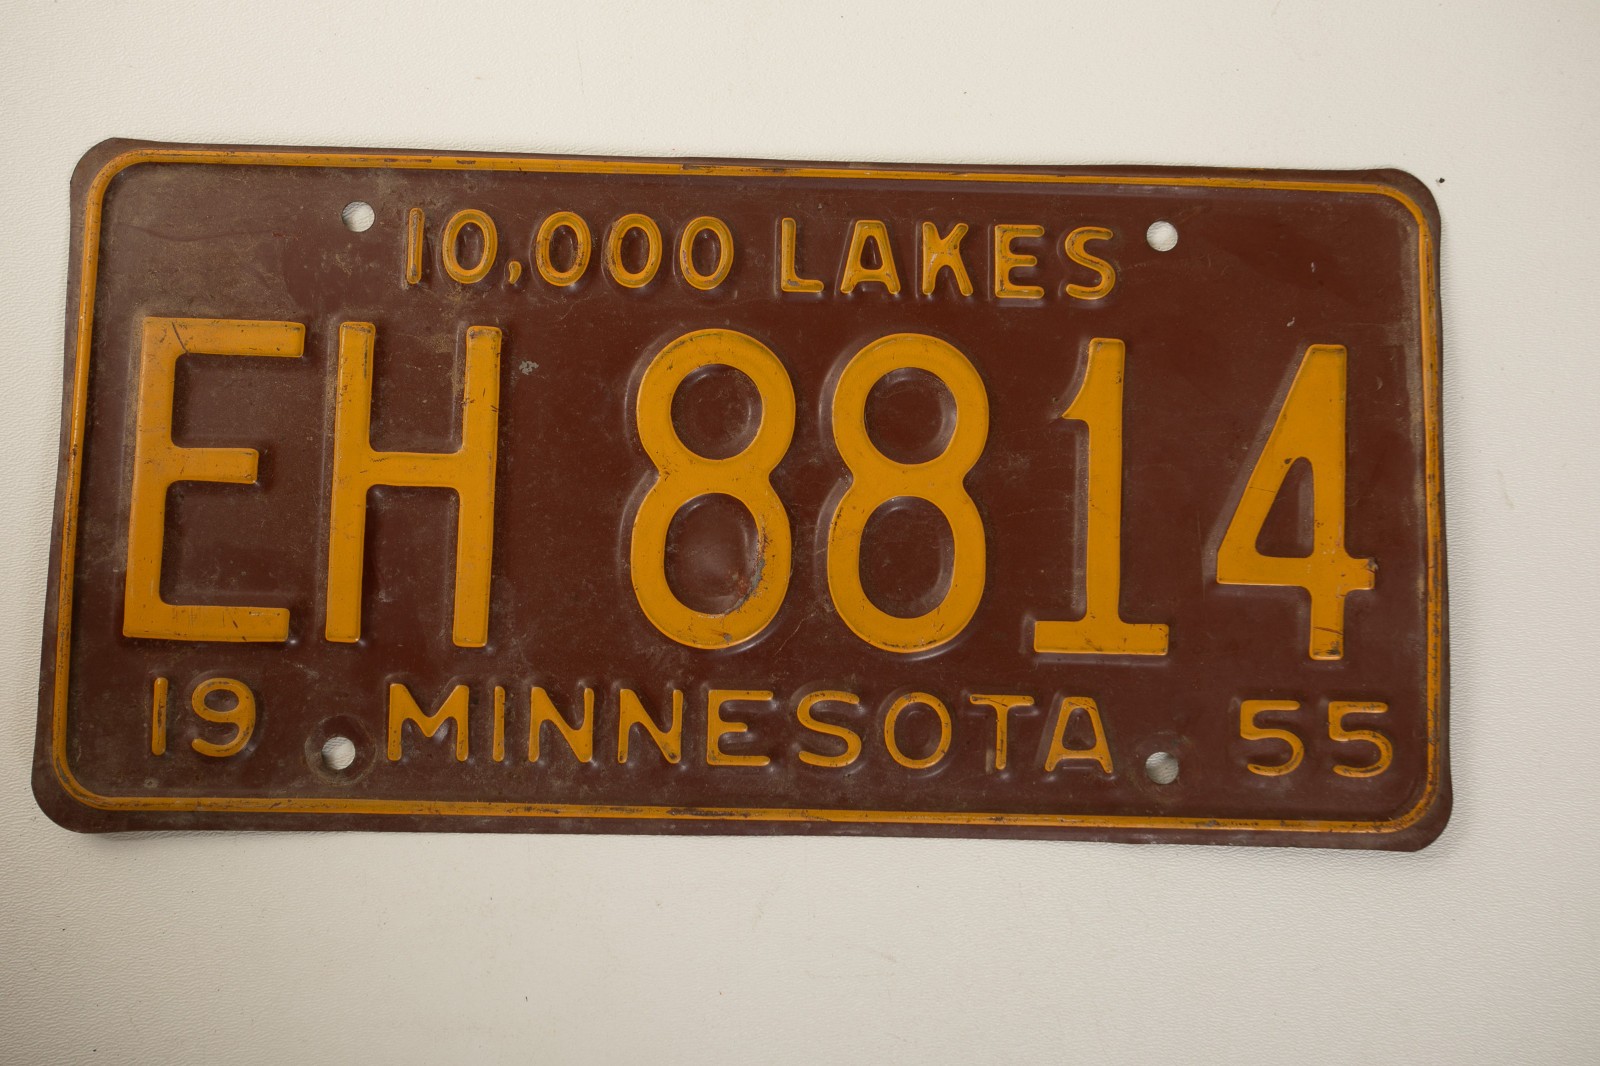 10,000 LAKES
EH 8814
19 MINNESOTA 55